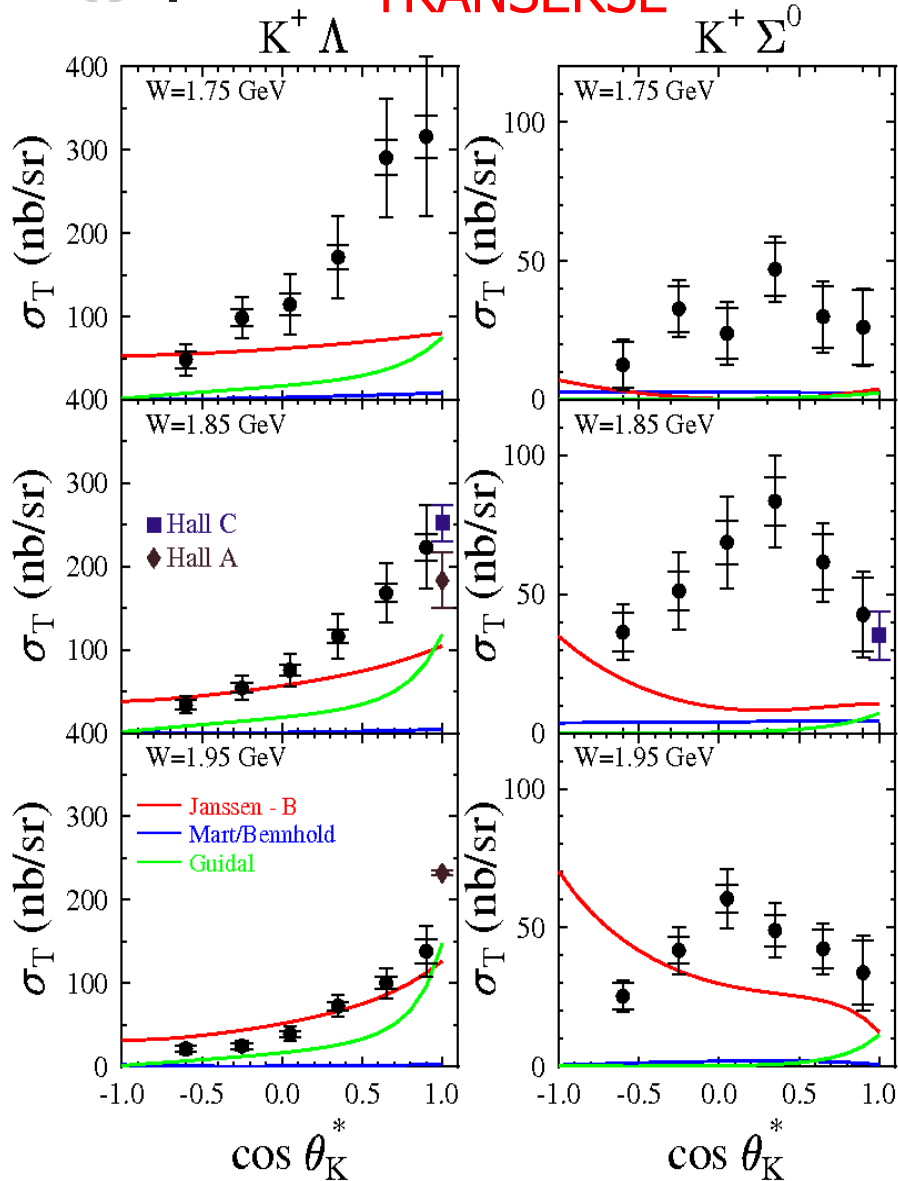 TRANSERSE
K+ Λ
K+ Σ0
400
W=1.75 GeV
300
200
100
σT (nb/sr)
W=1.75 GeV
100
50
0
σT (nb/sr)
400
W=1.85 GeV
300
200
100
σT (nb/sr)
Hall C
Hall A
W=1.85 GeV
100
50
0
σT (nb/sr)
400
W=1.95 GeV
300
200
100
0
σT (nb/sr)
Janssen - B
Mart/Bennhold
Guidal
W=1.95 GeV
100
50
0
σT (nb/sr)
-1.0 -0.5 0.0 0.5 1.0
-1.0 -0.5 0.0 0.5 1.0
cos θK*
cos θK*